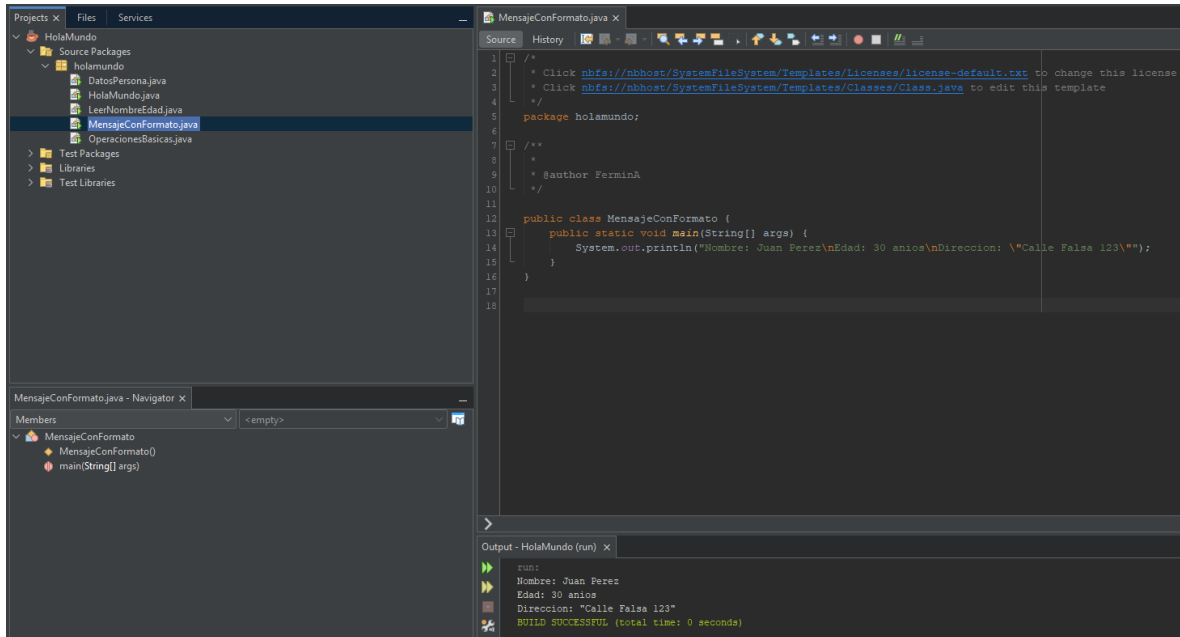 Projects
Files
Services
HolaMundo
Source Packages
holamundo
DatosPersona.java
HolaMundo.java
LeerNombreEdad.java
MensajeConFormato.java
OperacionesBasicas.java
Test Packages
Libraries
Test Libraries
MensajeConFormato.java - Navigator
Members
<empty>
MensajeConFormato
MensajeConFormato()
main(String[] args)
MensajeConFormato.java
Source History
1 /*
2 * Click nbfs://nbhost/SystemFileSystem/Templates/Licenses/license-default.txt to change this license
3 * Click nbfs://nbhost/SystemFileSystem/Templates/Classes/Class.java to edit this template
4 */
5 package holamundo;
6
7 /**
8 *
9 * @author FerminA
10 */
11
12 public class MensajeConFormato {
13 public static void main(String[] args) {
14 System.out.println("Nombre: Juan Perez\nEdad: 30 anios\nDireccion: \"Calle Falsa 123\"");
15 }
16 }
17
18
Output - HolaMundo (run)
run:
Nombre: Juan Perez
Edad: 30 anios
Direccion: "Calle Falsa 123"
BUILD SUCCESSFUL (total time: 0 seconds)